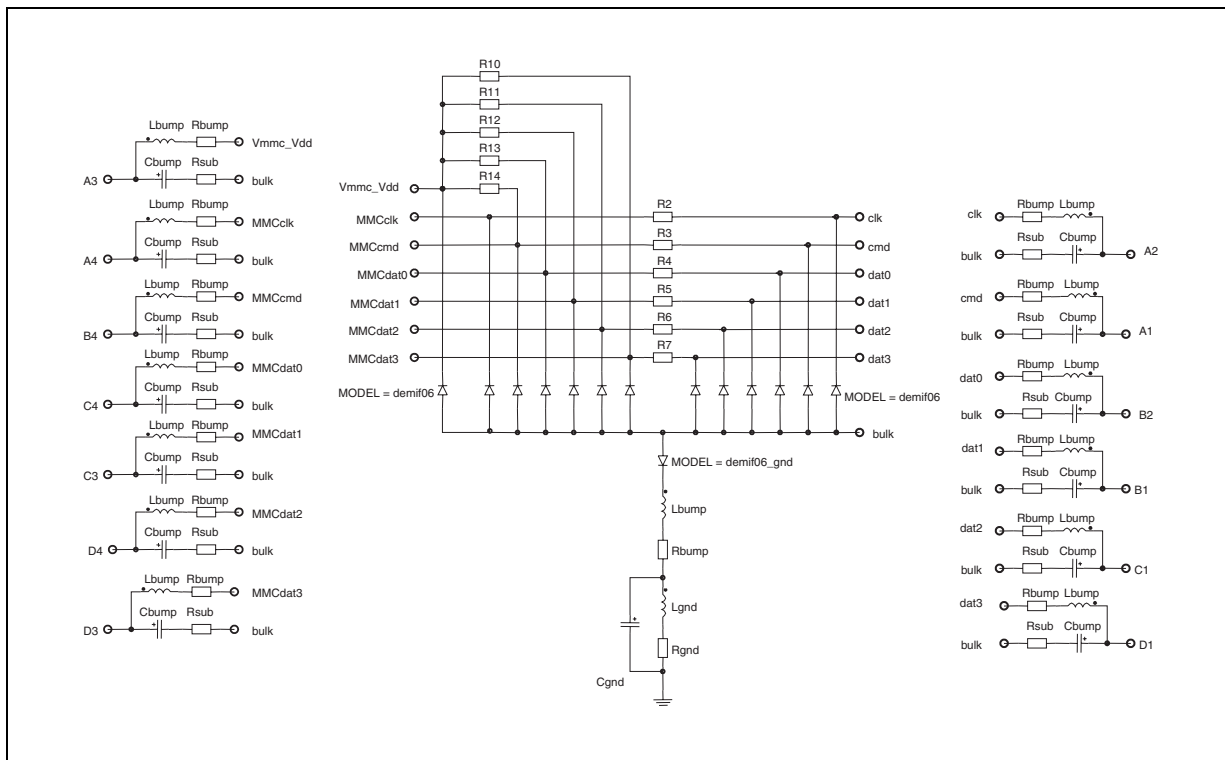 R10
R11
R12
R13
R14
Vmmc_Vdd
MMCclk R2 clk
MMCcmd R3 cmd
MMCdat0 R4 dat0
MMCdat1 R5 dat1
MMCdat2 R6 dat2
MMCdat3 R7 dat3
MODEL = demif06 MODEL = demif06
bulk
MODEL = demif06_gnd
Lbump
Rbump
Lgnd
Rgnd
Cgnd
Lbump Rbump Vmmc_Vdd
Cbump Rsub
A3 bulk
Lbump Rbump MMCclk
Cbump Rsub
A4 bulk
Lbump Rbump MMCcmd
Cbump Rsub
B4 bulk
Lbump Rbump MMCdat0
Cbump Rsub
C4 bulk
Lbump Rbump MMCdat1
Cbump Rsub
C3 bulk
Lbump Rbump MMCdat2
Cbump Rsub
D4 bulk
Lbump Rbump MMCdat3
Cbump Rsub
D3 bulk
clk Rbump Lbump
Rsub Cbump
bulk A2
cmd Rbump Lbump
Rsub Cbump
bulk A1
dat0 Rbump Lbump
Rsub Cbump
bulk B2
dat1 Rbump Lbump
Rsub Cbump
bulk B1
dat2 Rbump Lbump
Rsub Cbump
bulk C1
dat3 Rbump Lbump
Rsub Cbump
bulk D1